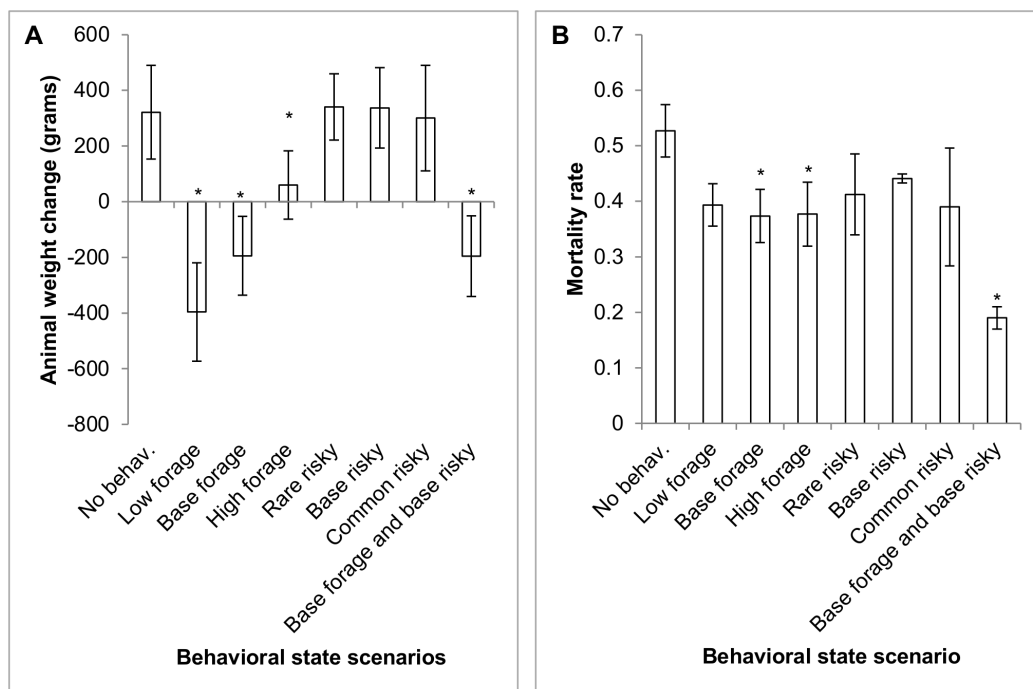 A
Animal weight change (grams)
600
400
200
0
-200
-400
-600
-800
*
*
*
*
No behav.
Low forage
Base forage
High forage
Rare risky
Base risky
Common risky
Base forage and base risky
Behavioral state scenarios
B
Mortality rate
0.7
0.6
0.5
0.4
0.3
0.2
0.1
0
*
*
*
No behav.
Low forage
Base forage
High forage
Rare risky
Base risky
Common risky
Base forage and base risky
Behavioral state scenario